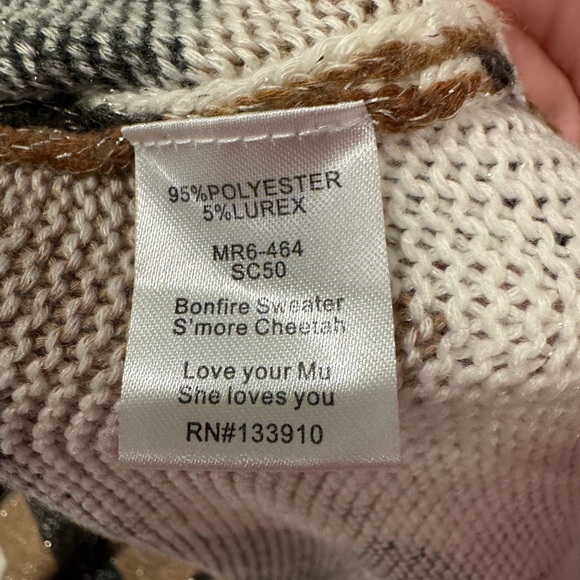 95%POLYESTER
5%LUREX
MR6-464
SC50
Bonfire Sweater
S'more Cheetah
Love your Mu
She loves you
RN#133910